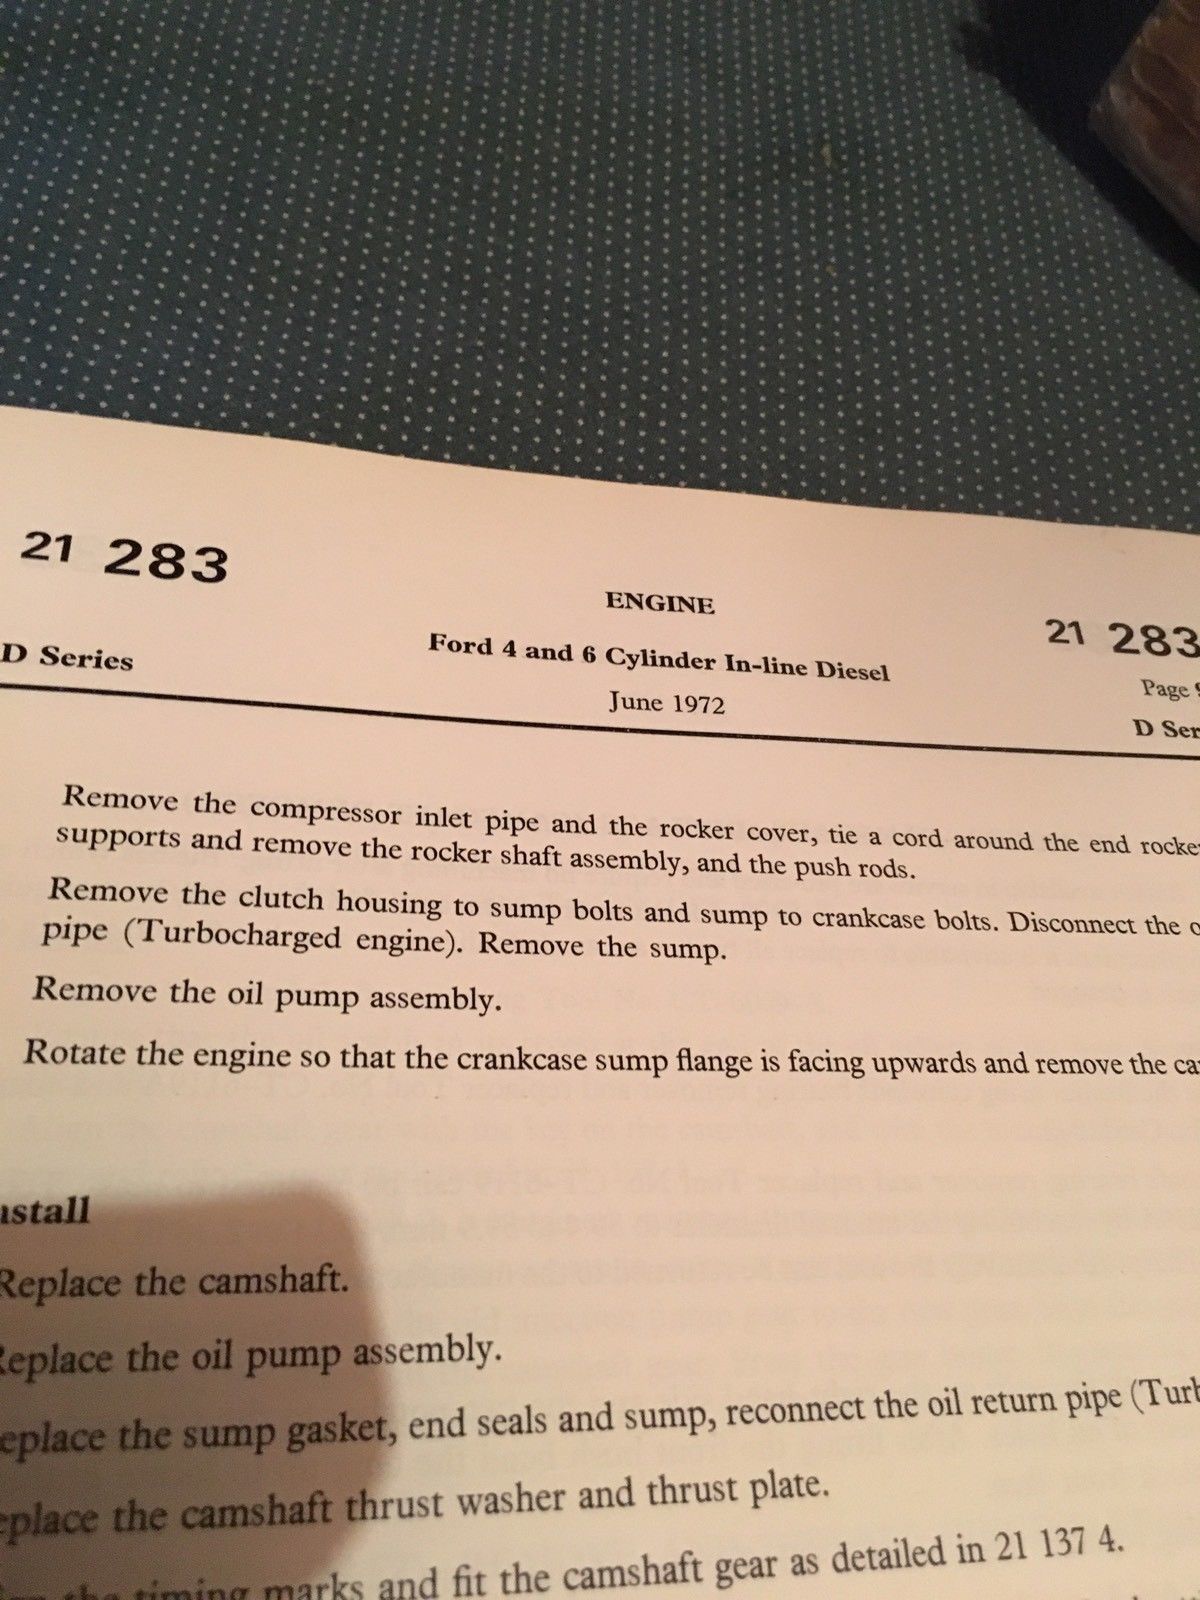 21 283
ENGINE
21 283
D Series
Ford 4 and 6 Cylinder In-line Diesel
Page
June 1972
D Ser
Remove the compressor inlet pipe and the rocker cover, tie a cord around the end rocke
supports and remove the rocker shaft assembly, and the push rods.
Remove the clutch housing to sump bolts and sump to crankcase bolts. Disconnect the o
pipe (Turbocharged engine). Remove the sump.
Remove the oil pump assembly.
Rotate the engine so that the crankcase sump flange is facing upwards and remove the ca
stall
Replace the camshaft.
Replace the oil pump assembly.
eplace the sump gasket, end seals and sump, reconnect the oil return pipe (Turb
eplace the camshaft thrust washer and thrust plate.
the timing marks and fit the camshaft gear as detailed in 21 137 4.